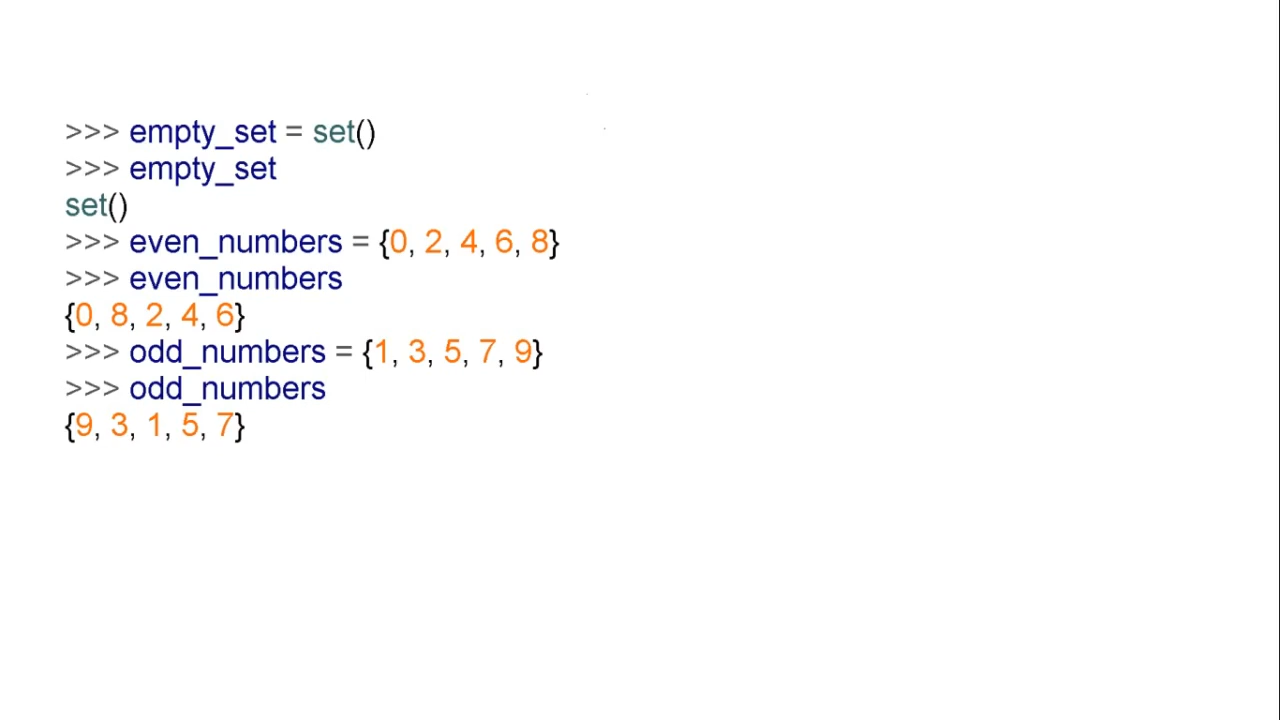 >>> empty_set = set()
>>> empty_set
set()
>>> even_numbers = {0, 2, 4, 6, 8}
>>> even_numbers
{0, 8, 2, 4, 6}
>>> odd_numbers = {1, 3, 5, 7, 9}
>>> odd_numbers
{9, 3, 1, 5, 7}